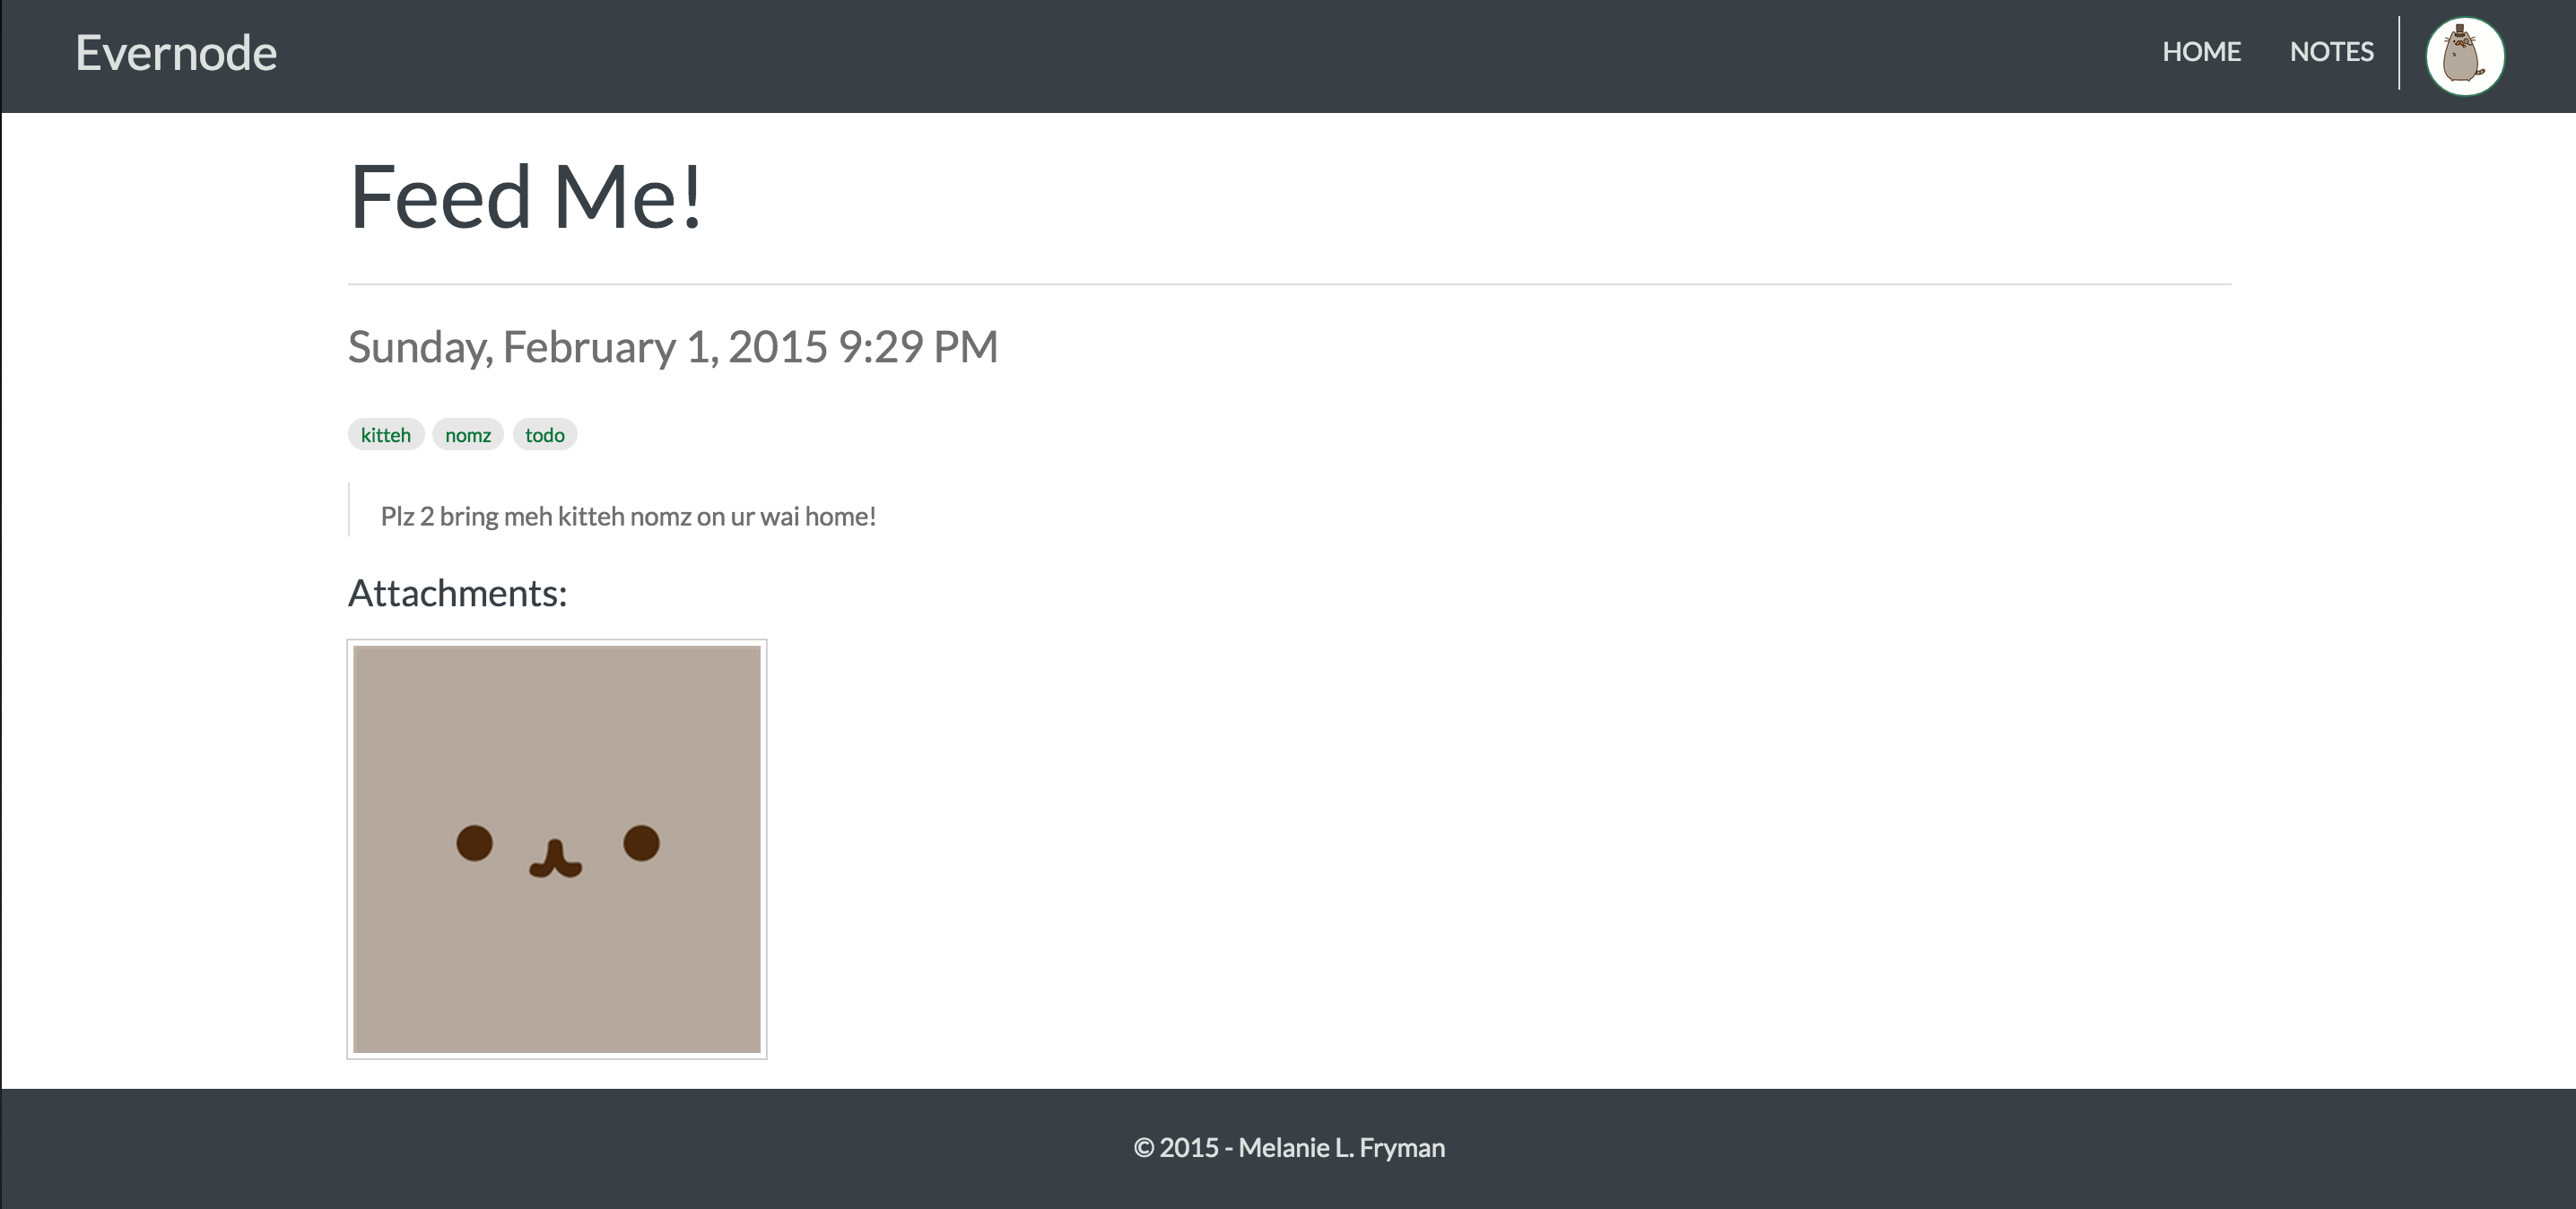 Evernode
HOME NOTES
Feed Me!
Sunday, February 1, 2015 9:29 PM
kitteh nomz todo
Plz 2 bring meh kitteh nomz on ur wai home!
Attachments:
© 2015 - Melanie L. Fryman